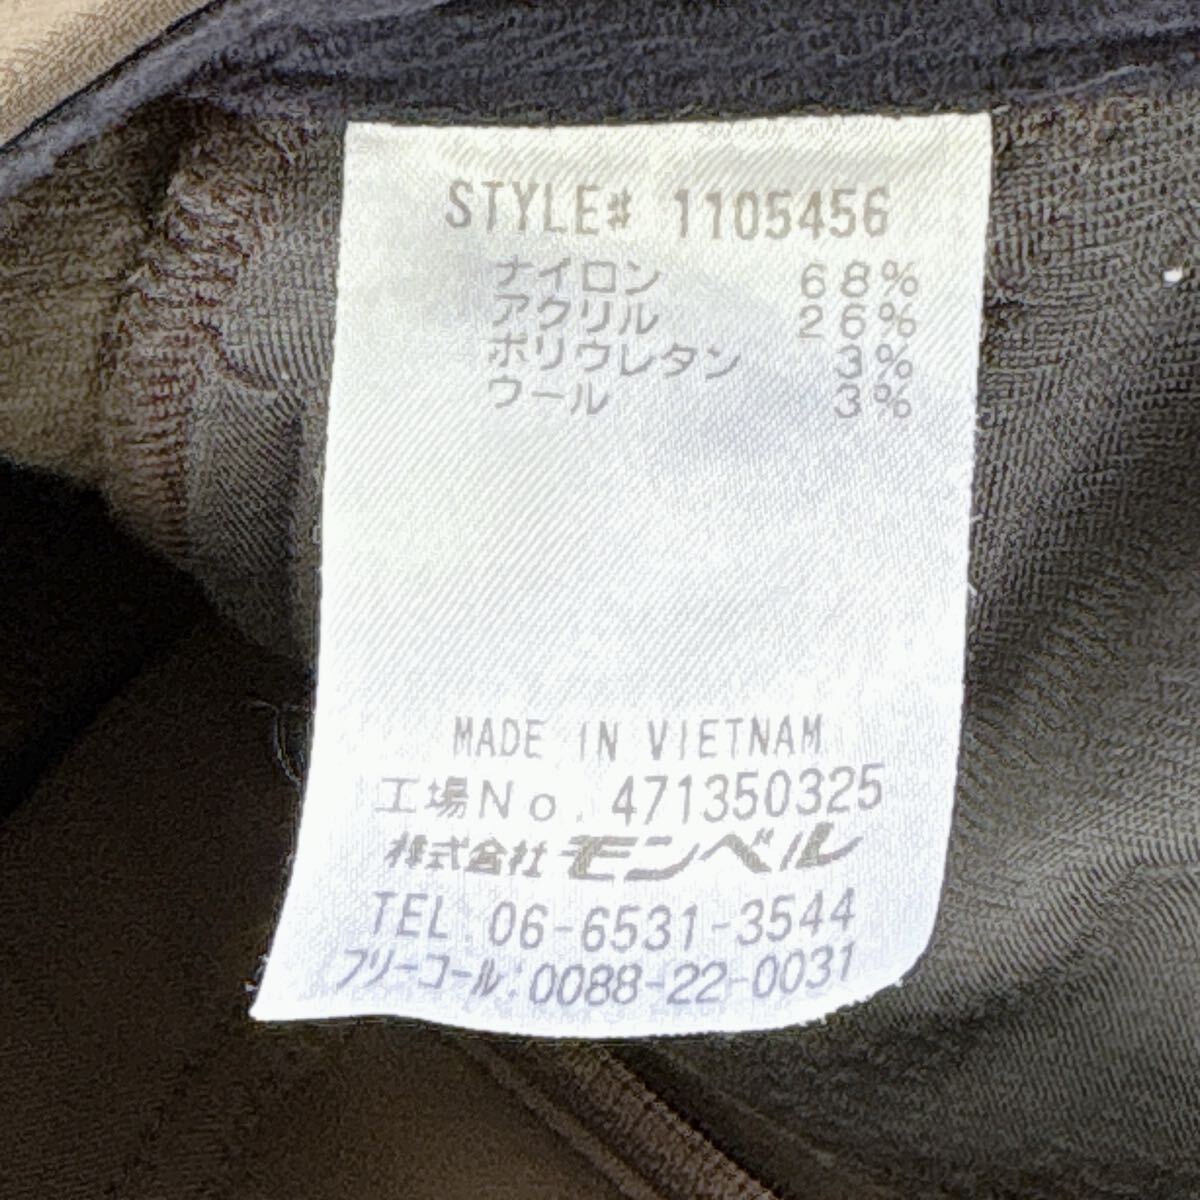 STYLE# 1105456
ナイロン 68%
アクリル 26%
ポリウレタン 3%
ウール 3%
MADE IN VIETNAM
工場No. 471350325
株式会社 モンベル
TEL. 06-6531-3544
フリーコール:0088-22-0031